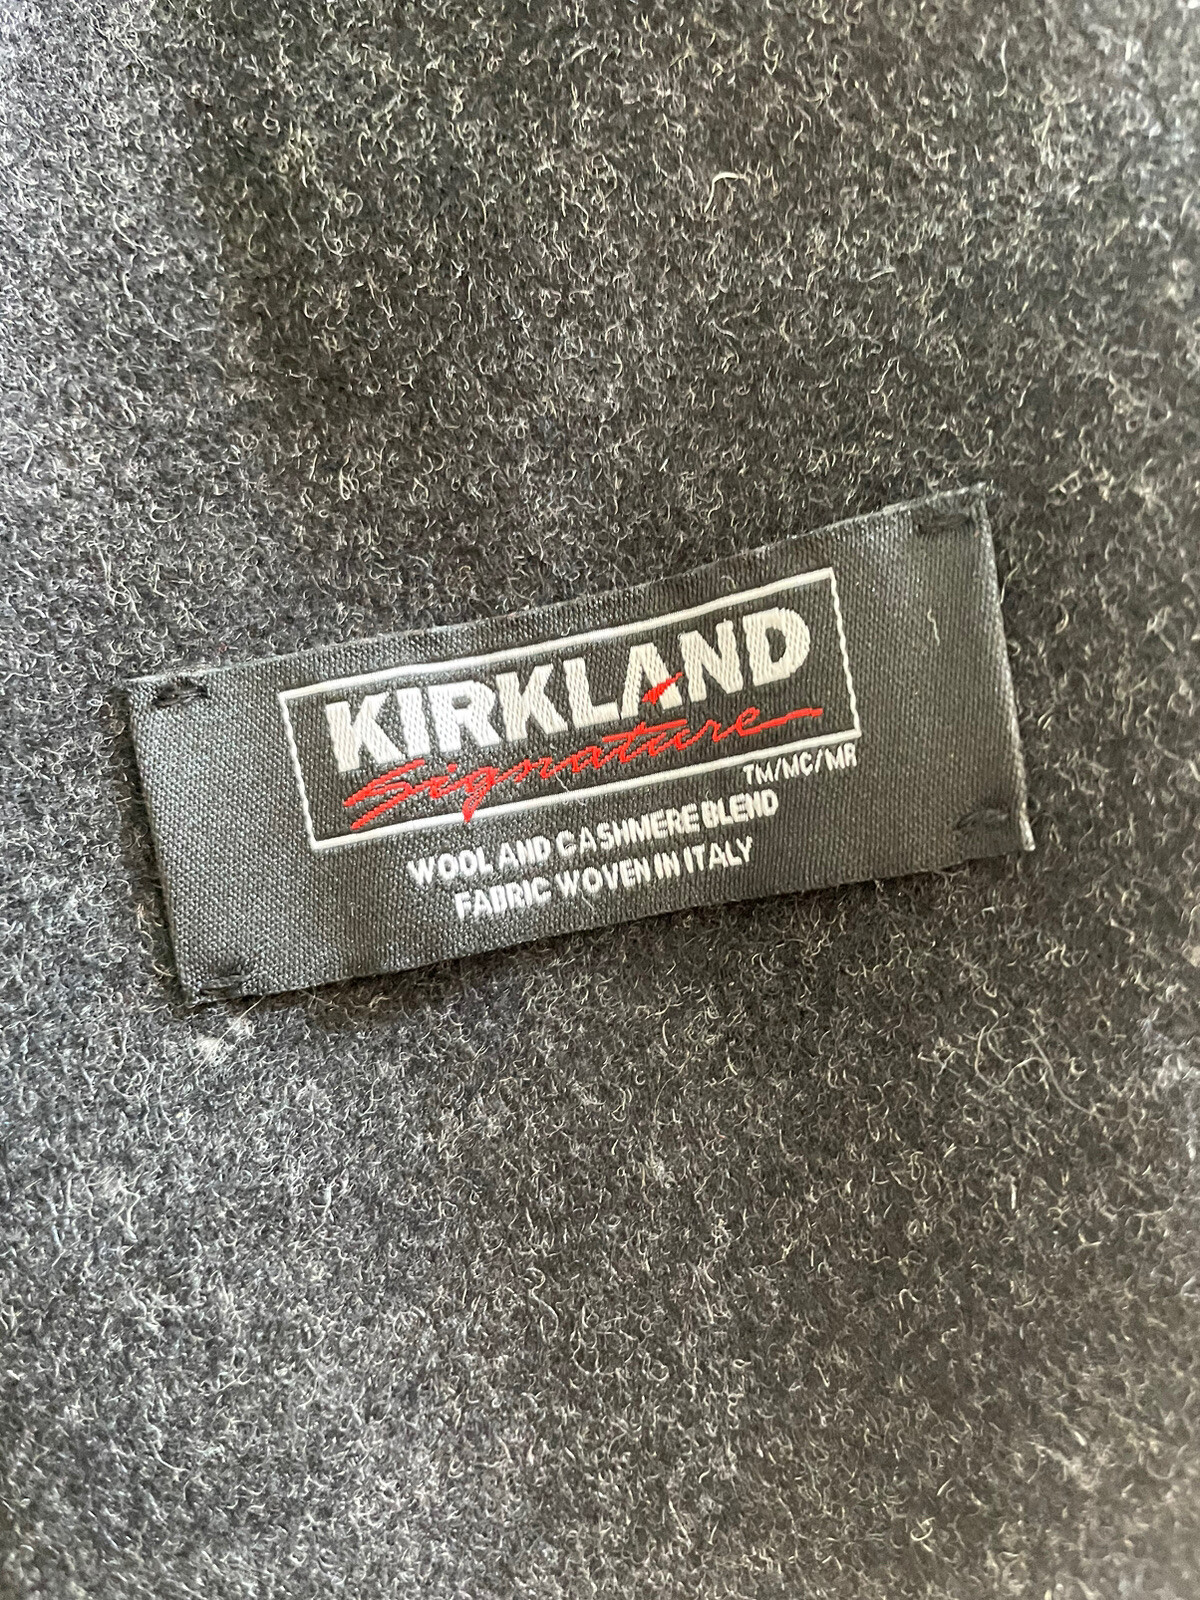 KIRKLAND
Signature
TM/MC/MR
WOOL AND CASHMERE BLEND
FABRIC WOVEN IN ITALY